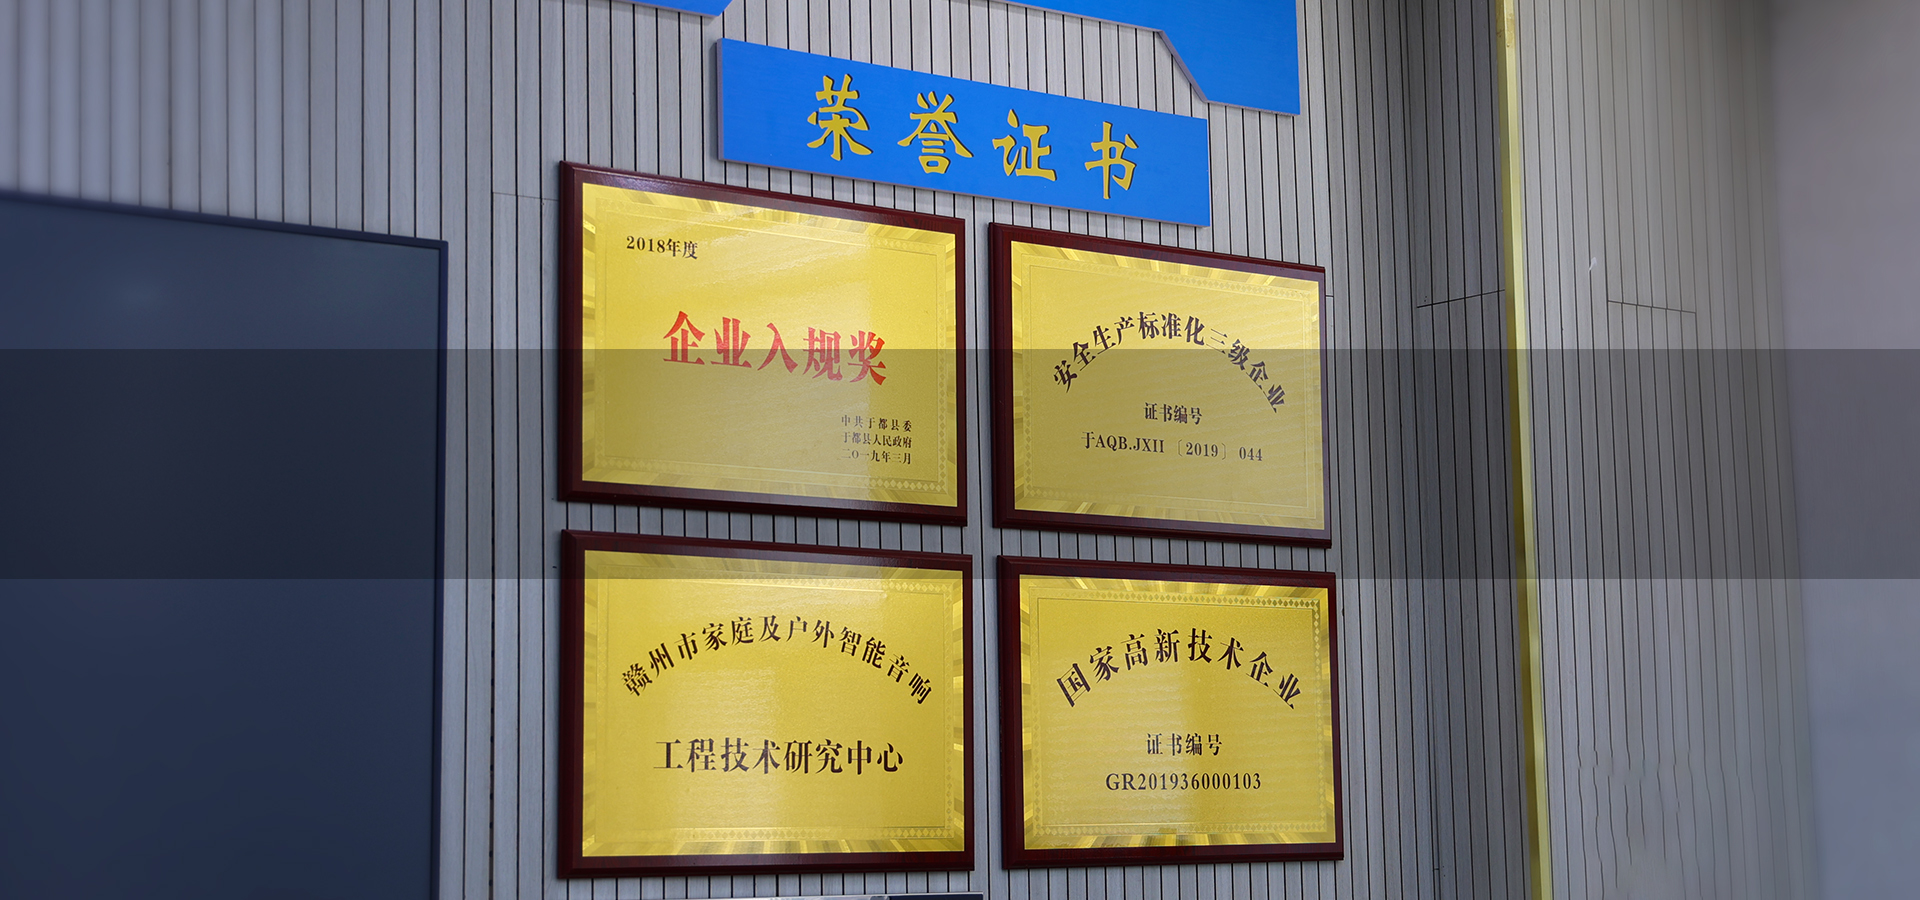 荣誉证书
2018年度
企业入规奖
中共于都县委
于都县人民政府
二〇一九年三月
安全生产标准化三级企业
证书编号
于AQB.JXII〔2019〕044
赣州市家庭及户外智能音响
工程技术研究中心
国家高新技术企业
证书编号
GR201936000103